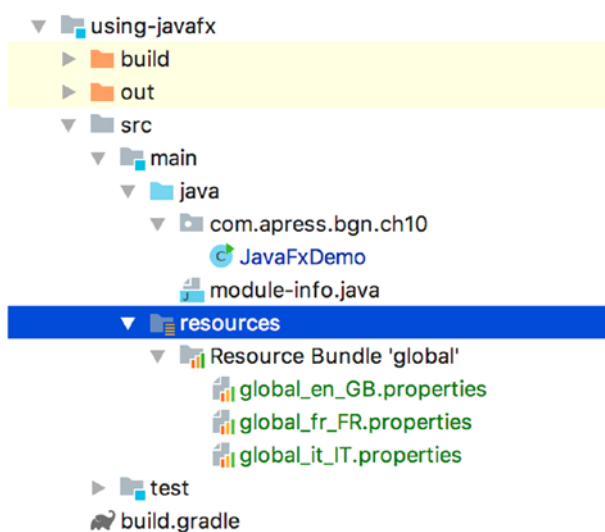 using-javafx
build
out
src
main
java
com.apress.bgn.ch10
JavaFxDemo
module-info.java
resources
Resource Bundle 'global'
global_en_GB.properties
global_fr_FR.properties
global_it_IT.properties
test
build.gradle